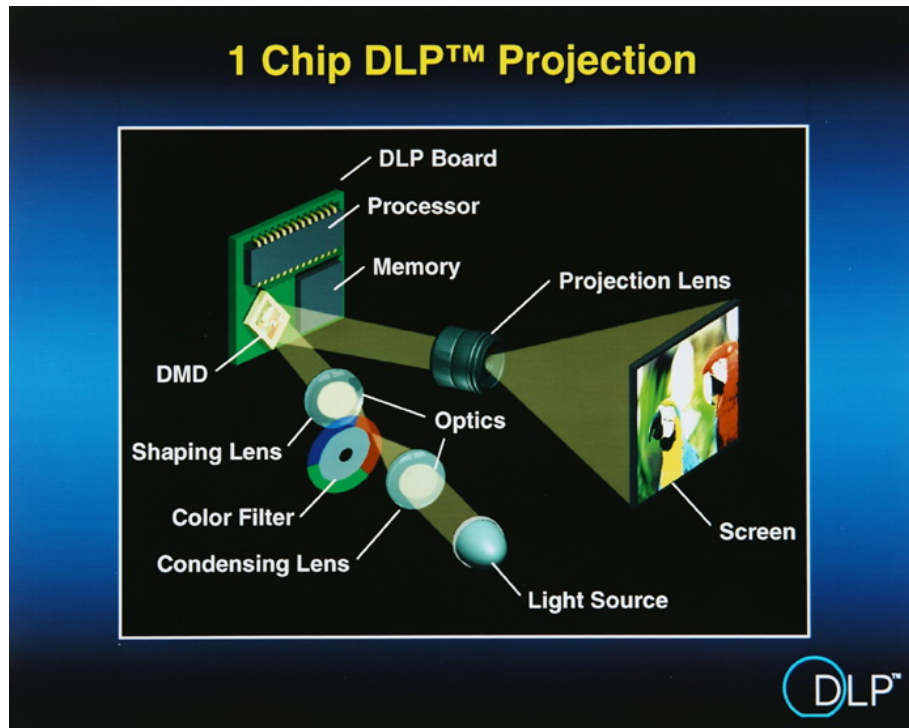 1 Chip DLP™ Projection
DLP Board
Processor
Memory
Projection Lens
DMD
Optics
Shaping Lens
Color Filter
Condensing Lens
Screen
Light Source
DLP™